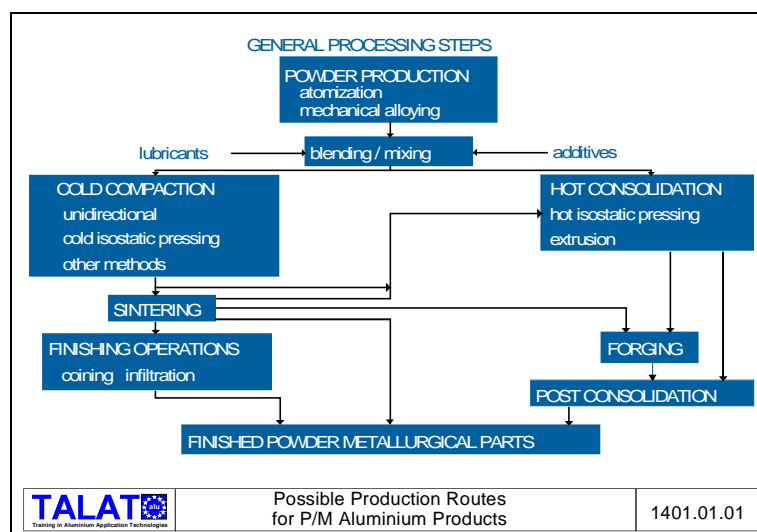 GENERAL PROCESSING STEPS
POWDER PRODUCTION
atomization
mechanical alloying
lubricants
blending / mixing
additives
COLD COMPACTION
unidirectional
cold isostatic pressing
other methods
HOT CONSOLIDATION
hot isostatic pressing
extrusion
SINTERING
FINISHING OPERATIONS
coining infiltration
FORGING
POST CONSOLIDATION
FINISHED POWDER METALLURGICAL PARTS
TALAT
alu
Training in Aluminium Application Technologies
Possible Production Routes
for P/M Aluminium Products
1401.01.01